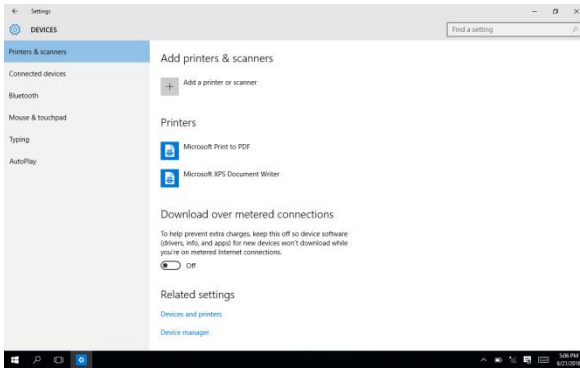 Settings
DEVICES
Find a setting
Printers & scanners
Connected devices
Bluetooth
Mouse & touchpad
Typing
AutoPlay
Add printers & scanners
Add a printer or scanner
Printers
Microsoft Print to PDF
Microsoft XPS Document Writer
Download over metered connections
To help prevent extra charges, keep this off so device software
(drivers, info, and apps) for new devices won't download while
you're on metered Internet connections.
Off
Related settings
Devices and printers
Device manager
5:06 PM